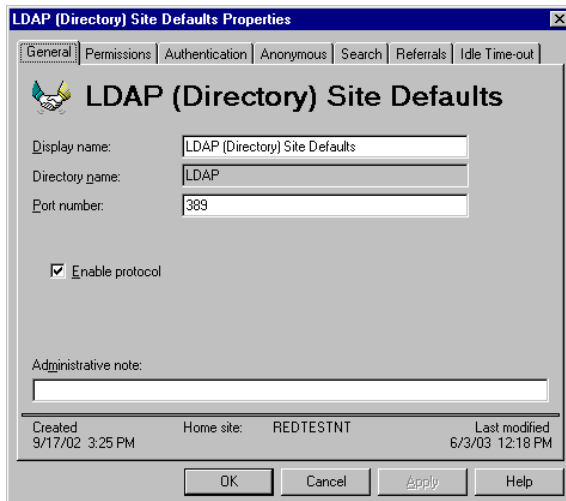 LDAP (Directory) Site Defaults Properties
General Permissions Authentication Anonymous Search Referrals Idle Time-out
LDAP (Directory) Site Defaults
Display name: LDAP (Directory) Site Defaults
Directory name: LDAP
Port number: 389
Enable protocol
Administrative note:
Created Home site: REDTESTNT Last modified
9/17/02 3:25 PM 6/3/03 12:18 PM
OK Cancel Apply Help